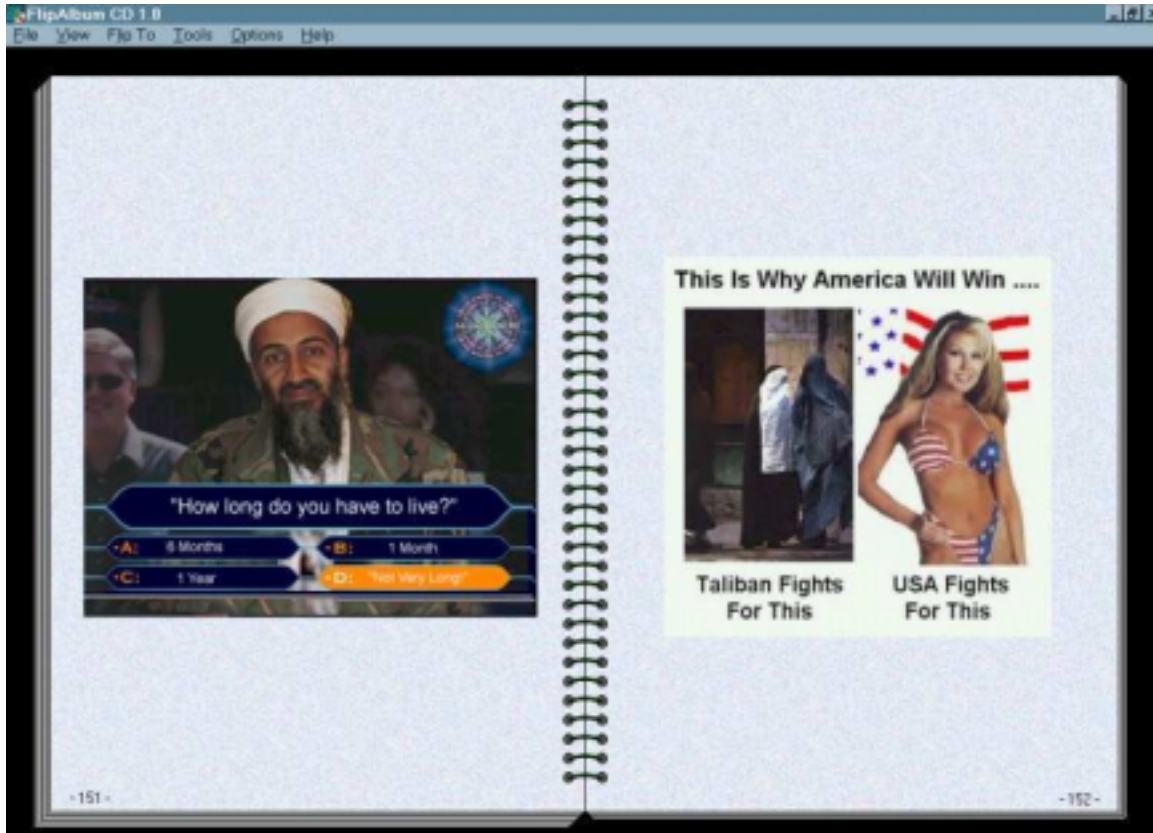 FlipAlbum CD 1.0
File View Flip To Tools Options Help
"How long do you have to live?"
A: 6 Months
B: 1 Month
C: 1 Year
D: "Not Very Long!"
-151-
This Is Why America Will Win ....
Taliban Fights
For This
USA Fights
For This
-152-